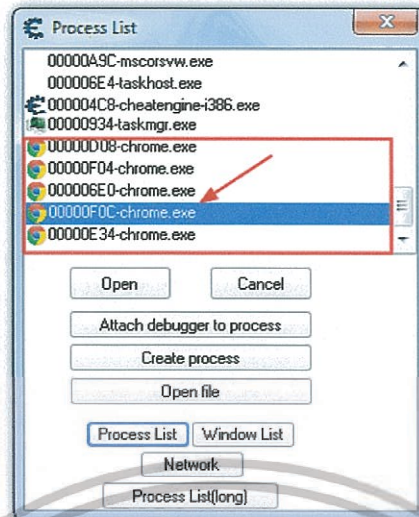 Process List
00000A9C-mscorsvw.exe
000006E4-taskhost.exe
000004C8-cheatengine-i386.exe
00000934-taskmgr.exe
00000D08-chrome.exe
00000F04-chrome.exe
000006E0-chrome.exe
00000F0C-chrome.exe
00000E34-chrome.exe
Open Cancel
Attach debugger to process
Create process
Open file
Process List Window List
Network
Process List(long)